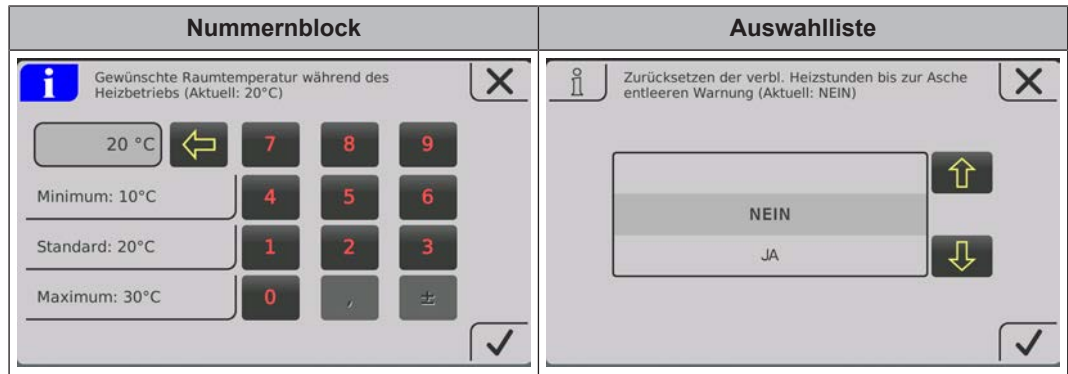 Nummernblock
Auswahlliste
i
Gewünschte Raumtemperatur während des
Heizbetriebs (Aktuell: 20°C)
20 °C
7 8 9
Minimum: 10°C
4 5 6
Standard: 20°C
1 2 3
Maximum: 30°C
0 , ±
i
Zurücksetzen der verbl. Heizstunden bis zur Asche
entleeren Warnung (Aktuell: NEIN)
NEIN
JA